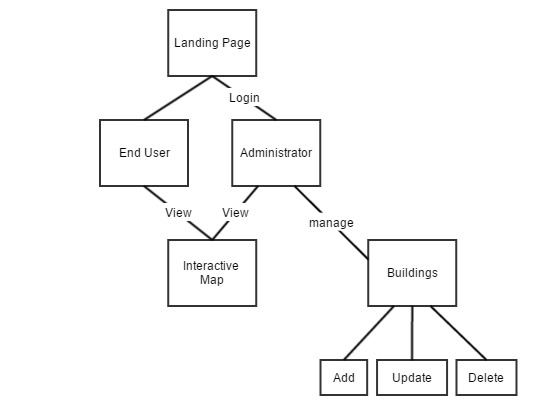 Landing Page
Login
End User
Administrator
View
View
manage
Interactive
Map
Buildings
Add
Update
Delete